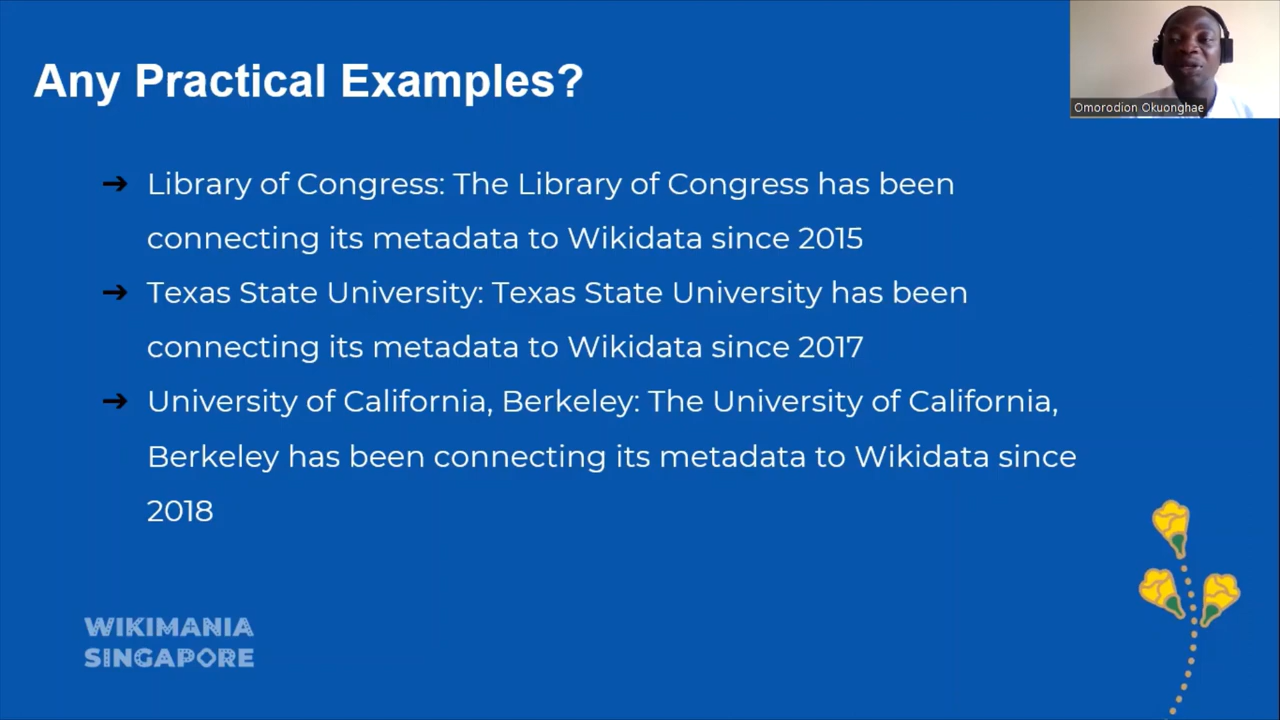 Any Practical Examples?
Omorodion Okuonghae
➔ Library of Congress: The Library of Congress has been
connecting its metadata to Wikidata since 2015
➔ Texas State University: Texas State University has been
connecting its metadata to Wikidata since 2017
➔ University of California, Berkeley: The University of California,
Berkeley has been connecting its metadata to Wikidata since
2018
WIKIMANIA
SINGAPORE